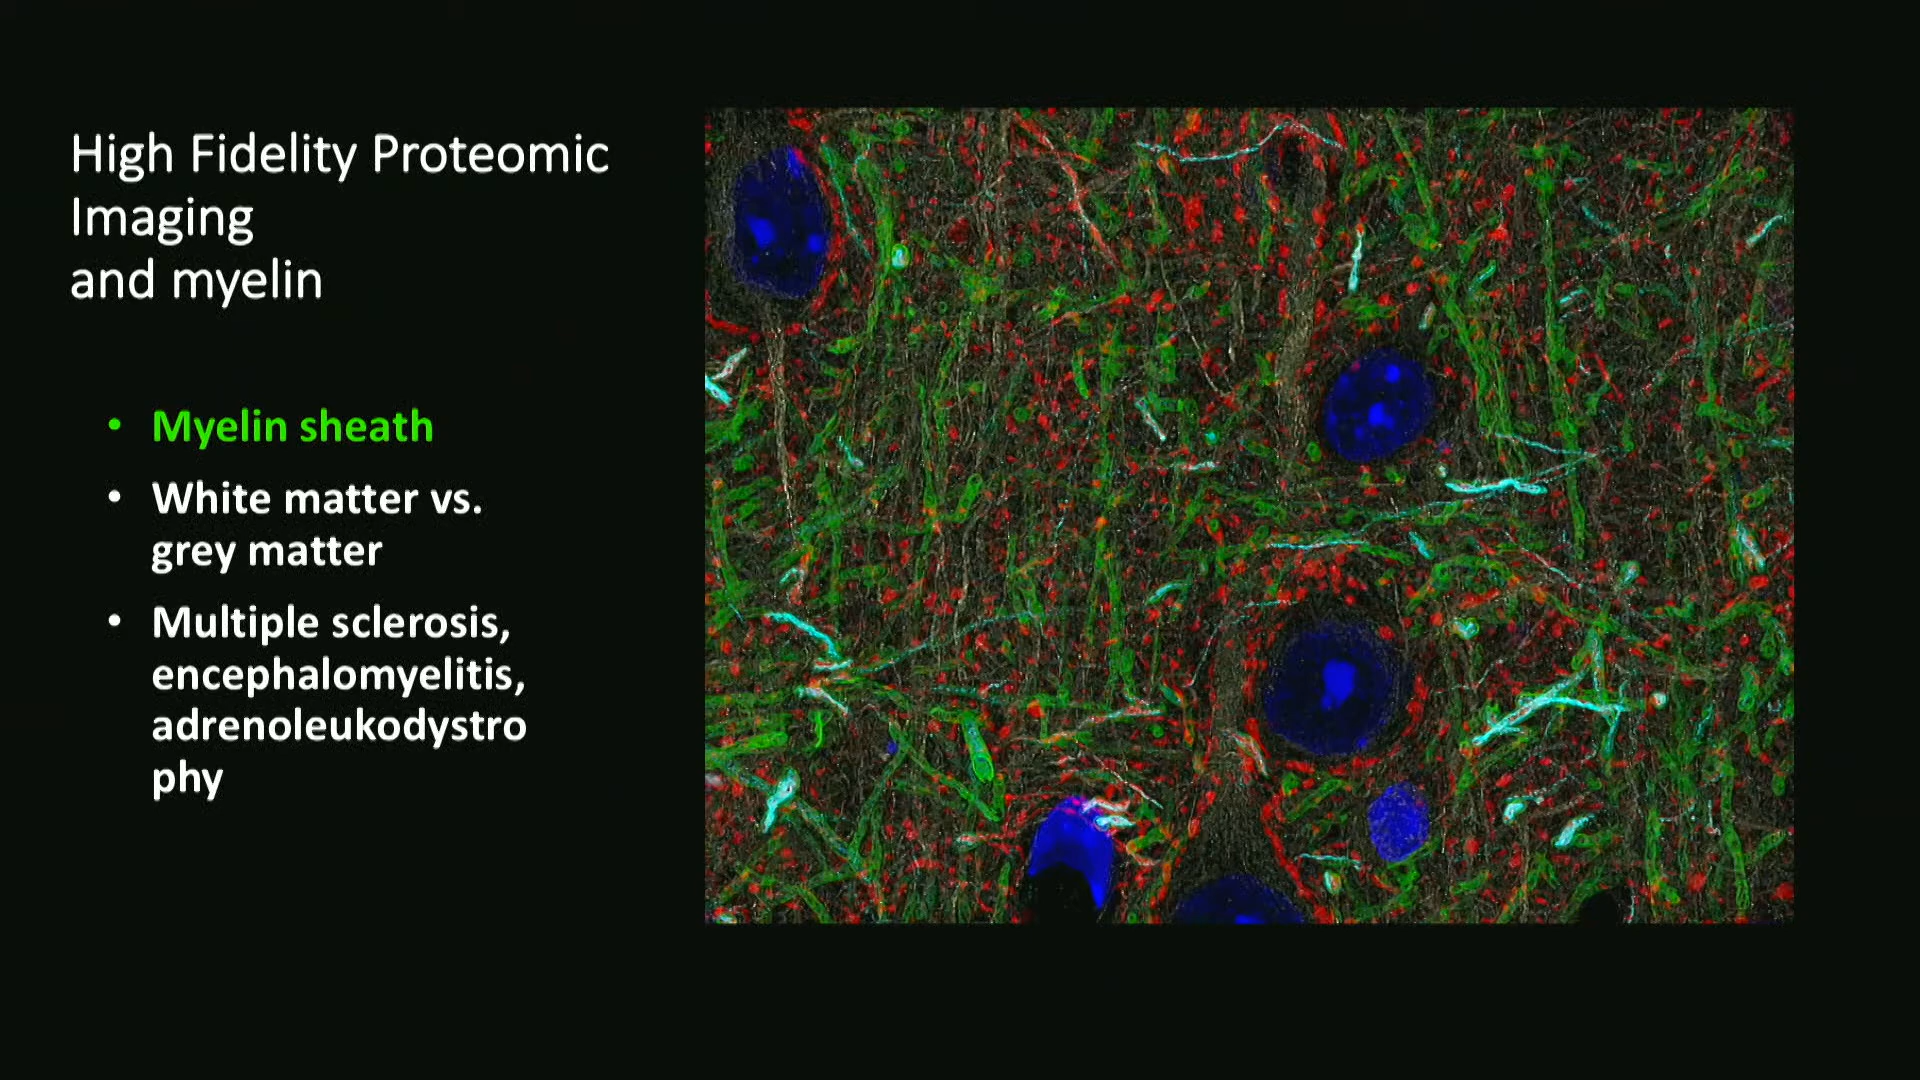 High Fidelity Proteomic
Imaging
and myelin
• Myelin sheath
• White matter vs.
grey matter
• Multiple sclerosis,
encephalomyelitis,
adrenoleukodystro
phy